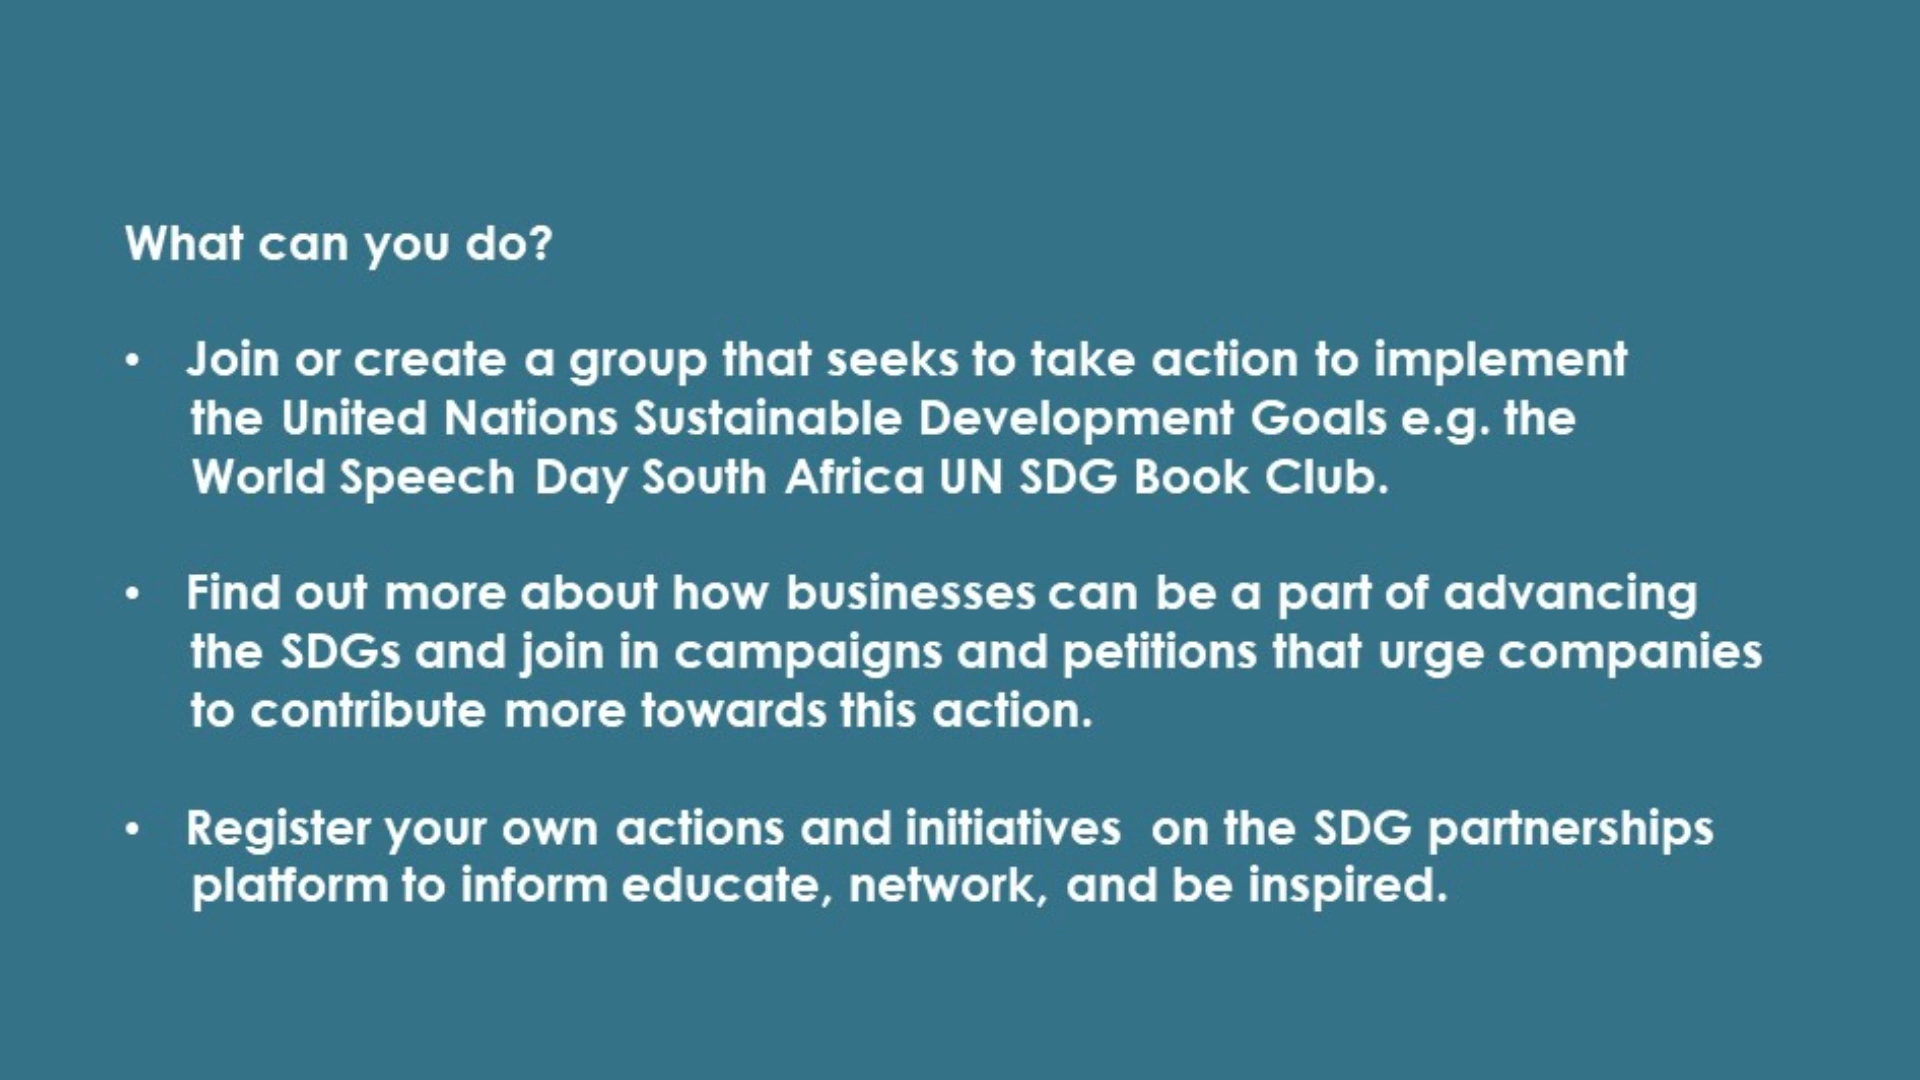 What can you do?
• Join or create a group that seeks to take action to implement
the United Nations Sustainable Development Goals e.g. the
World Speech Day South Africa UN SDG Book Club.
• Find out more about how businesses can be a part of advancing
the SDGs and join in campaigns and petitions that urge companies
to contribute more towards this action.
• Register your own actions and initiatives  on the SDG partnerships
platform to inform educate, network, and be inspired.